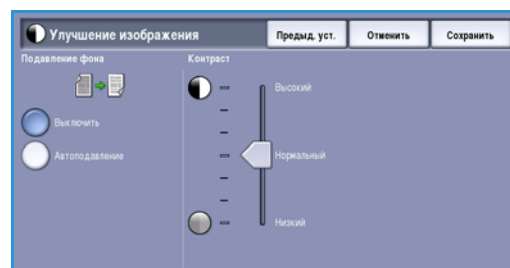 Улучшение изображения
Предыд. уст.
Отменить
Сохранить
Подавление фона
Контраст
Выключить
Автоподавление
Высокий
Нормальный
Низкий